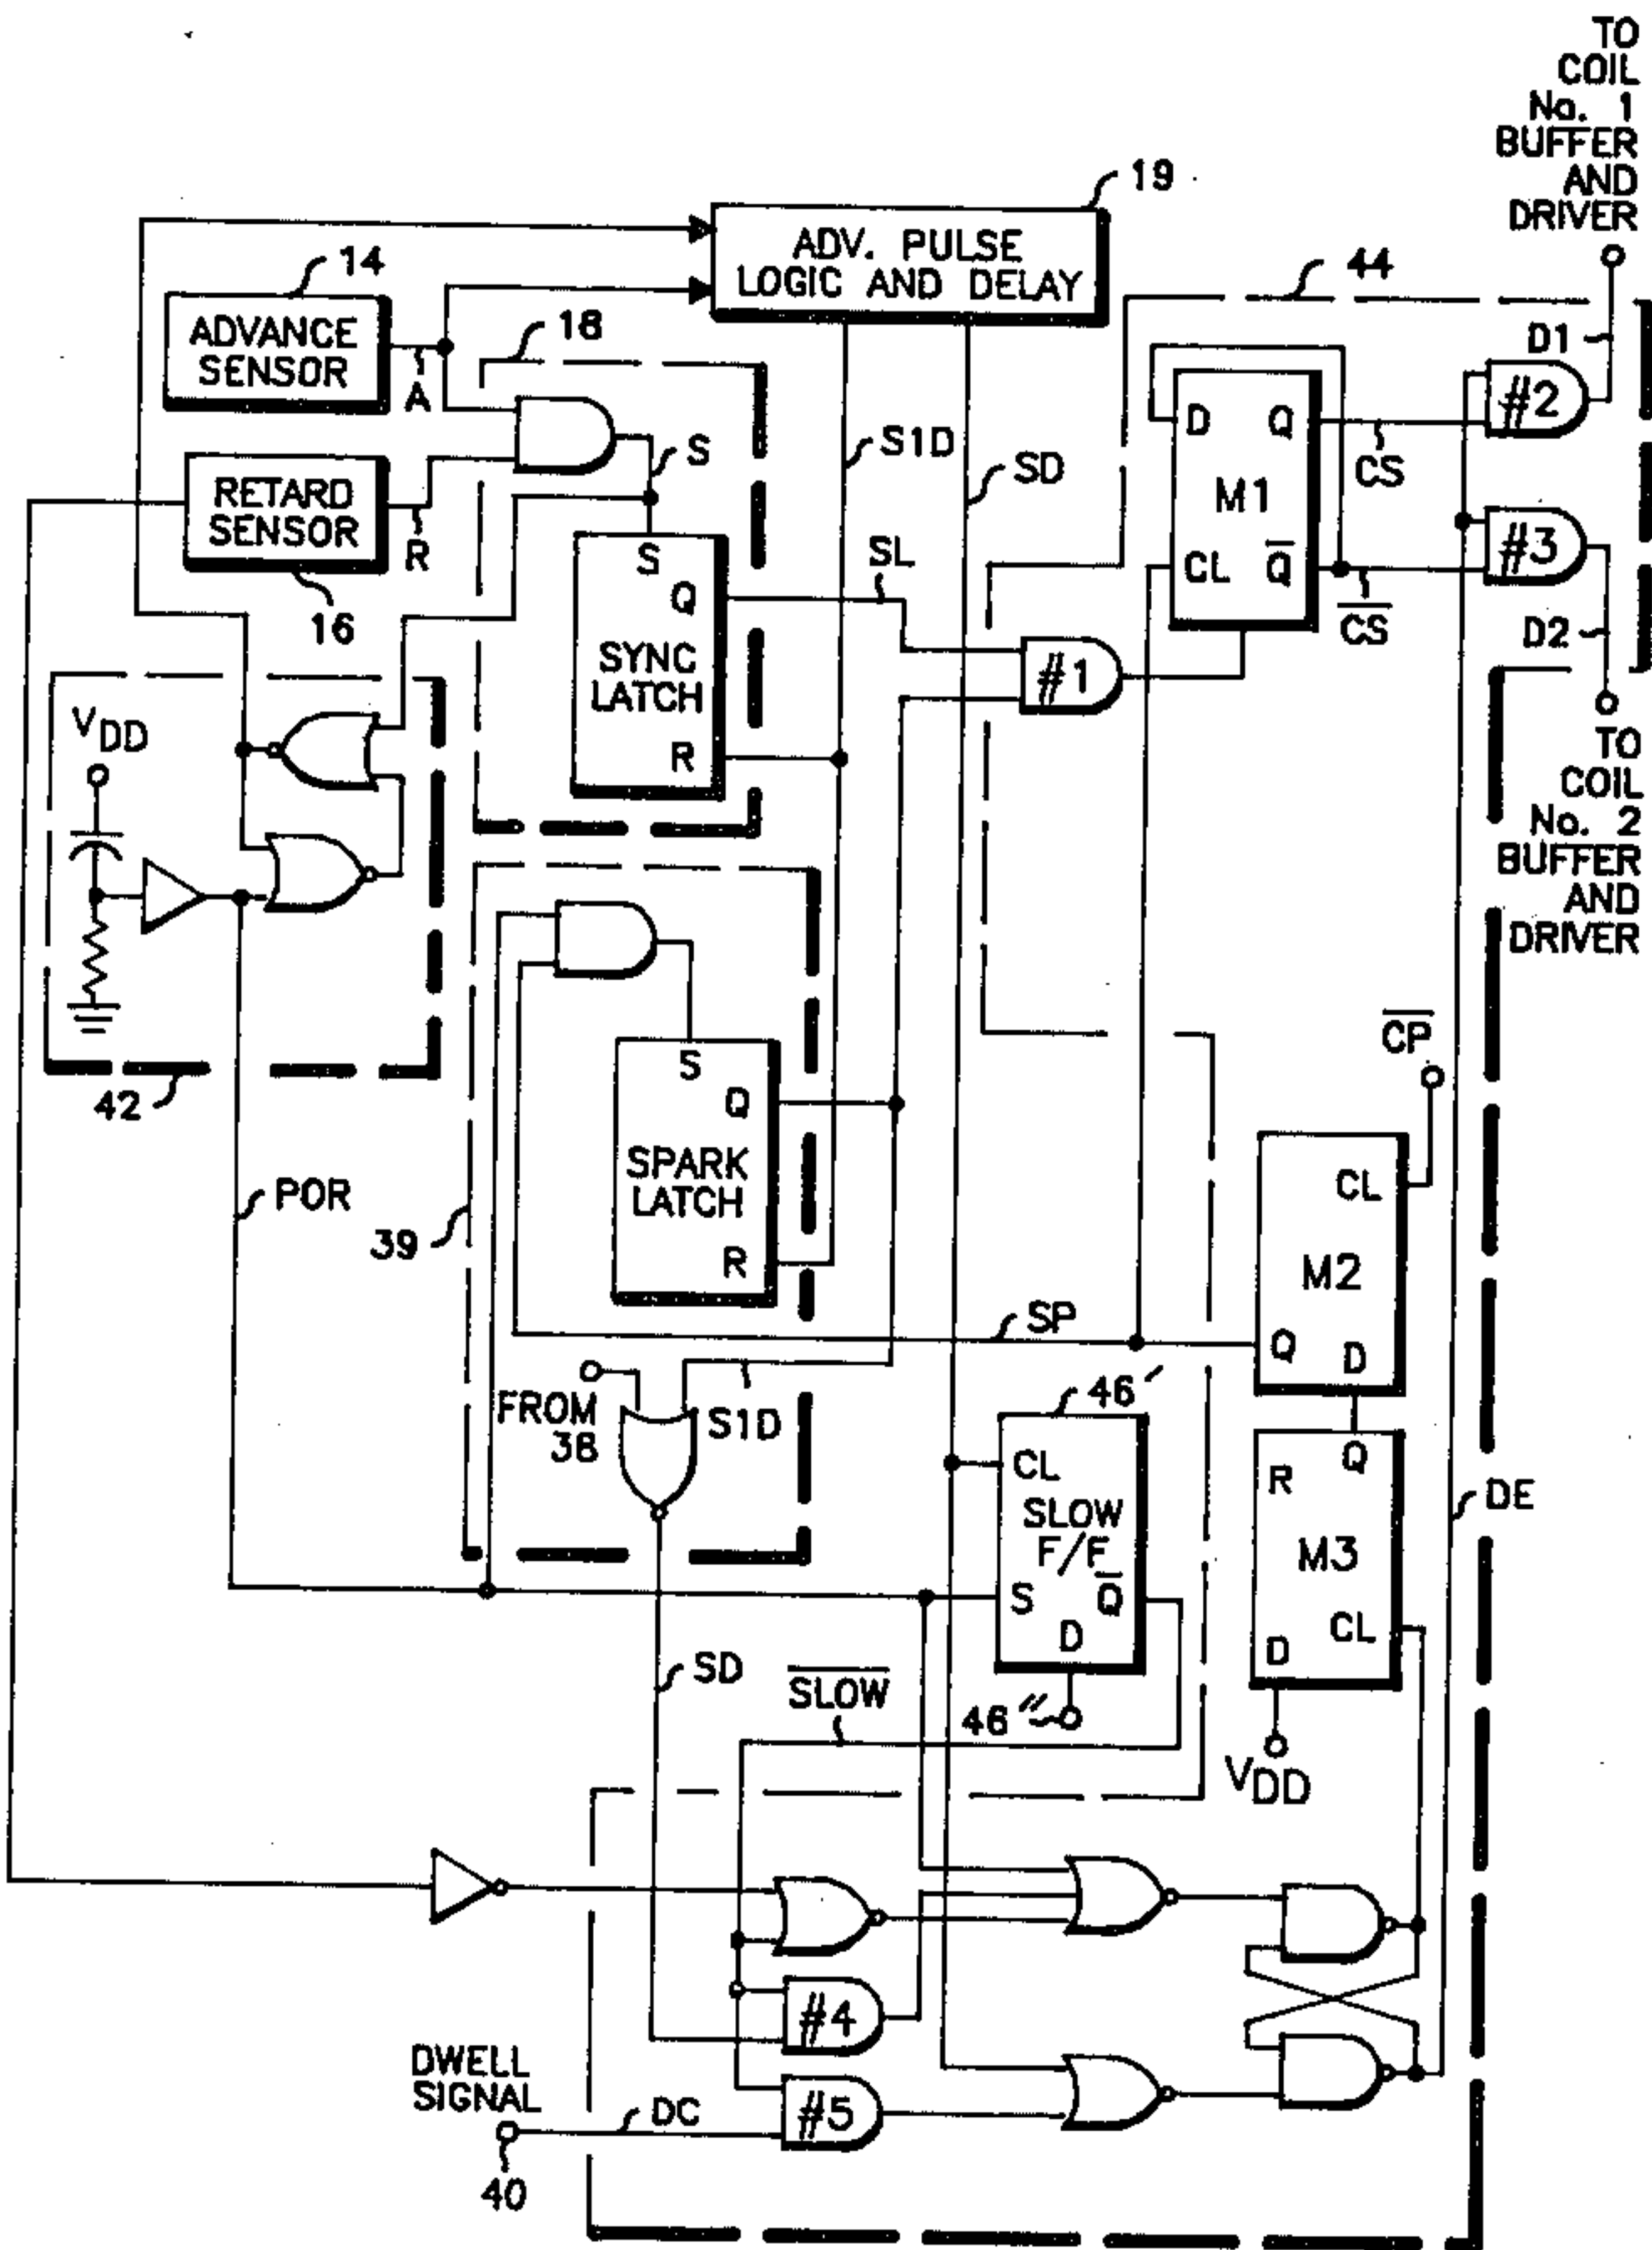 TO
COIL
No. 1
BUFFER
AND
DRIVER
19
ADV. PULSE
LOGIC AND DELAY
14
ADVANCE
SENSOR
A
18
44
D1
#2
D
Q
CS
M1
S
S1D
SD
RETARD
SENSOR
R
16
S
Q
SYNC
LATCH
R
SL
CL
Q̅
C̅S̅
#3
D2
#1
TO
COIL
No. 2
BUFFER
AND
DRIVER
VDD
42
POR
39
S
Q
SPARK
LATCH
R
C̅P̅
CL
M2
Q
D
SP
FROM
38
S1D
46'
CL
SLOW
F/F
S
Q̅
D
46"
R
Q
M3
CL
D
VDD
DE
SD
S̅L̅O̅W̅
#4
DWELL
SIGNAL
DC
#5
40